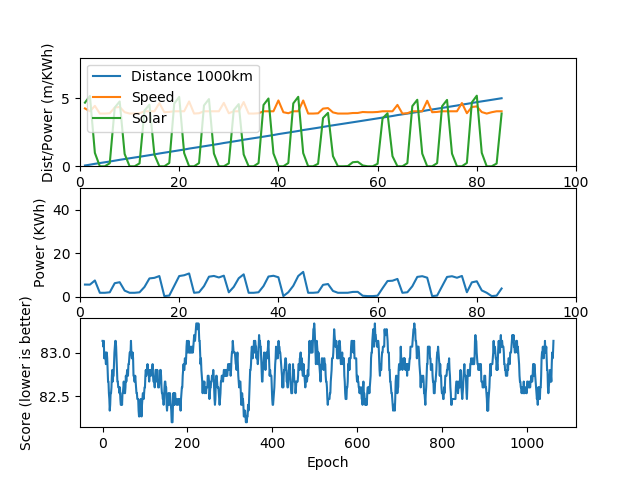 Dist/Power (m/KWh)
5
0
Distance 1000km
Speed
Solar
0 20 40 60 80 100
Power (KWh)
40
20
0
0 20 40 60 80 100
Score (lower is better)
83.0
82.5
0 200 400 600 800 1000
Epoch